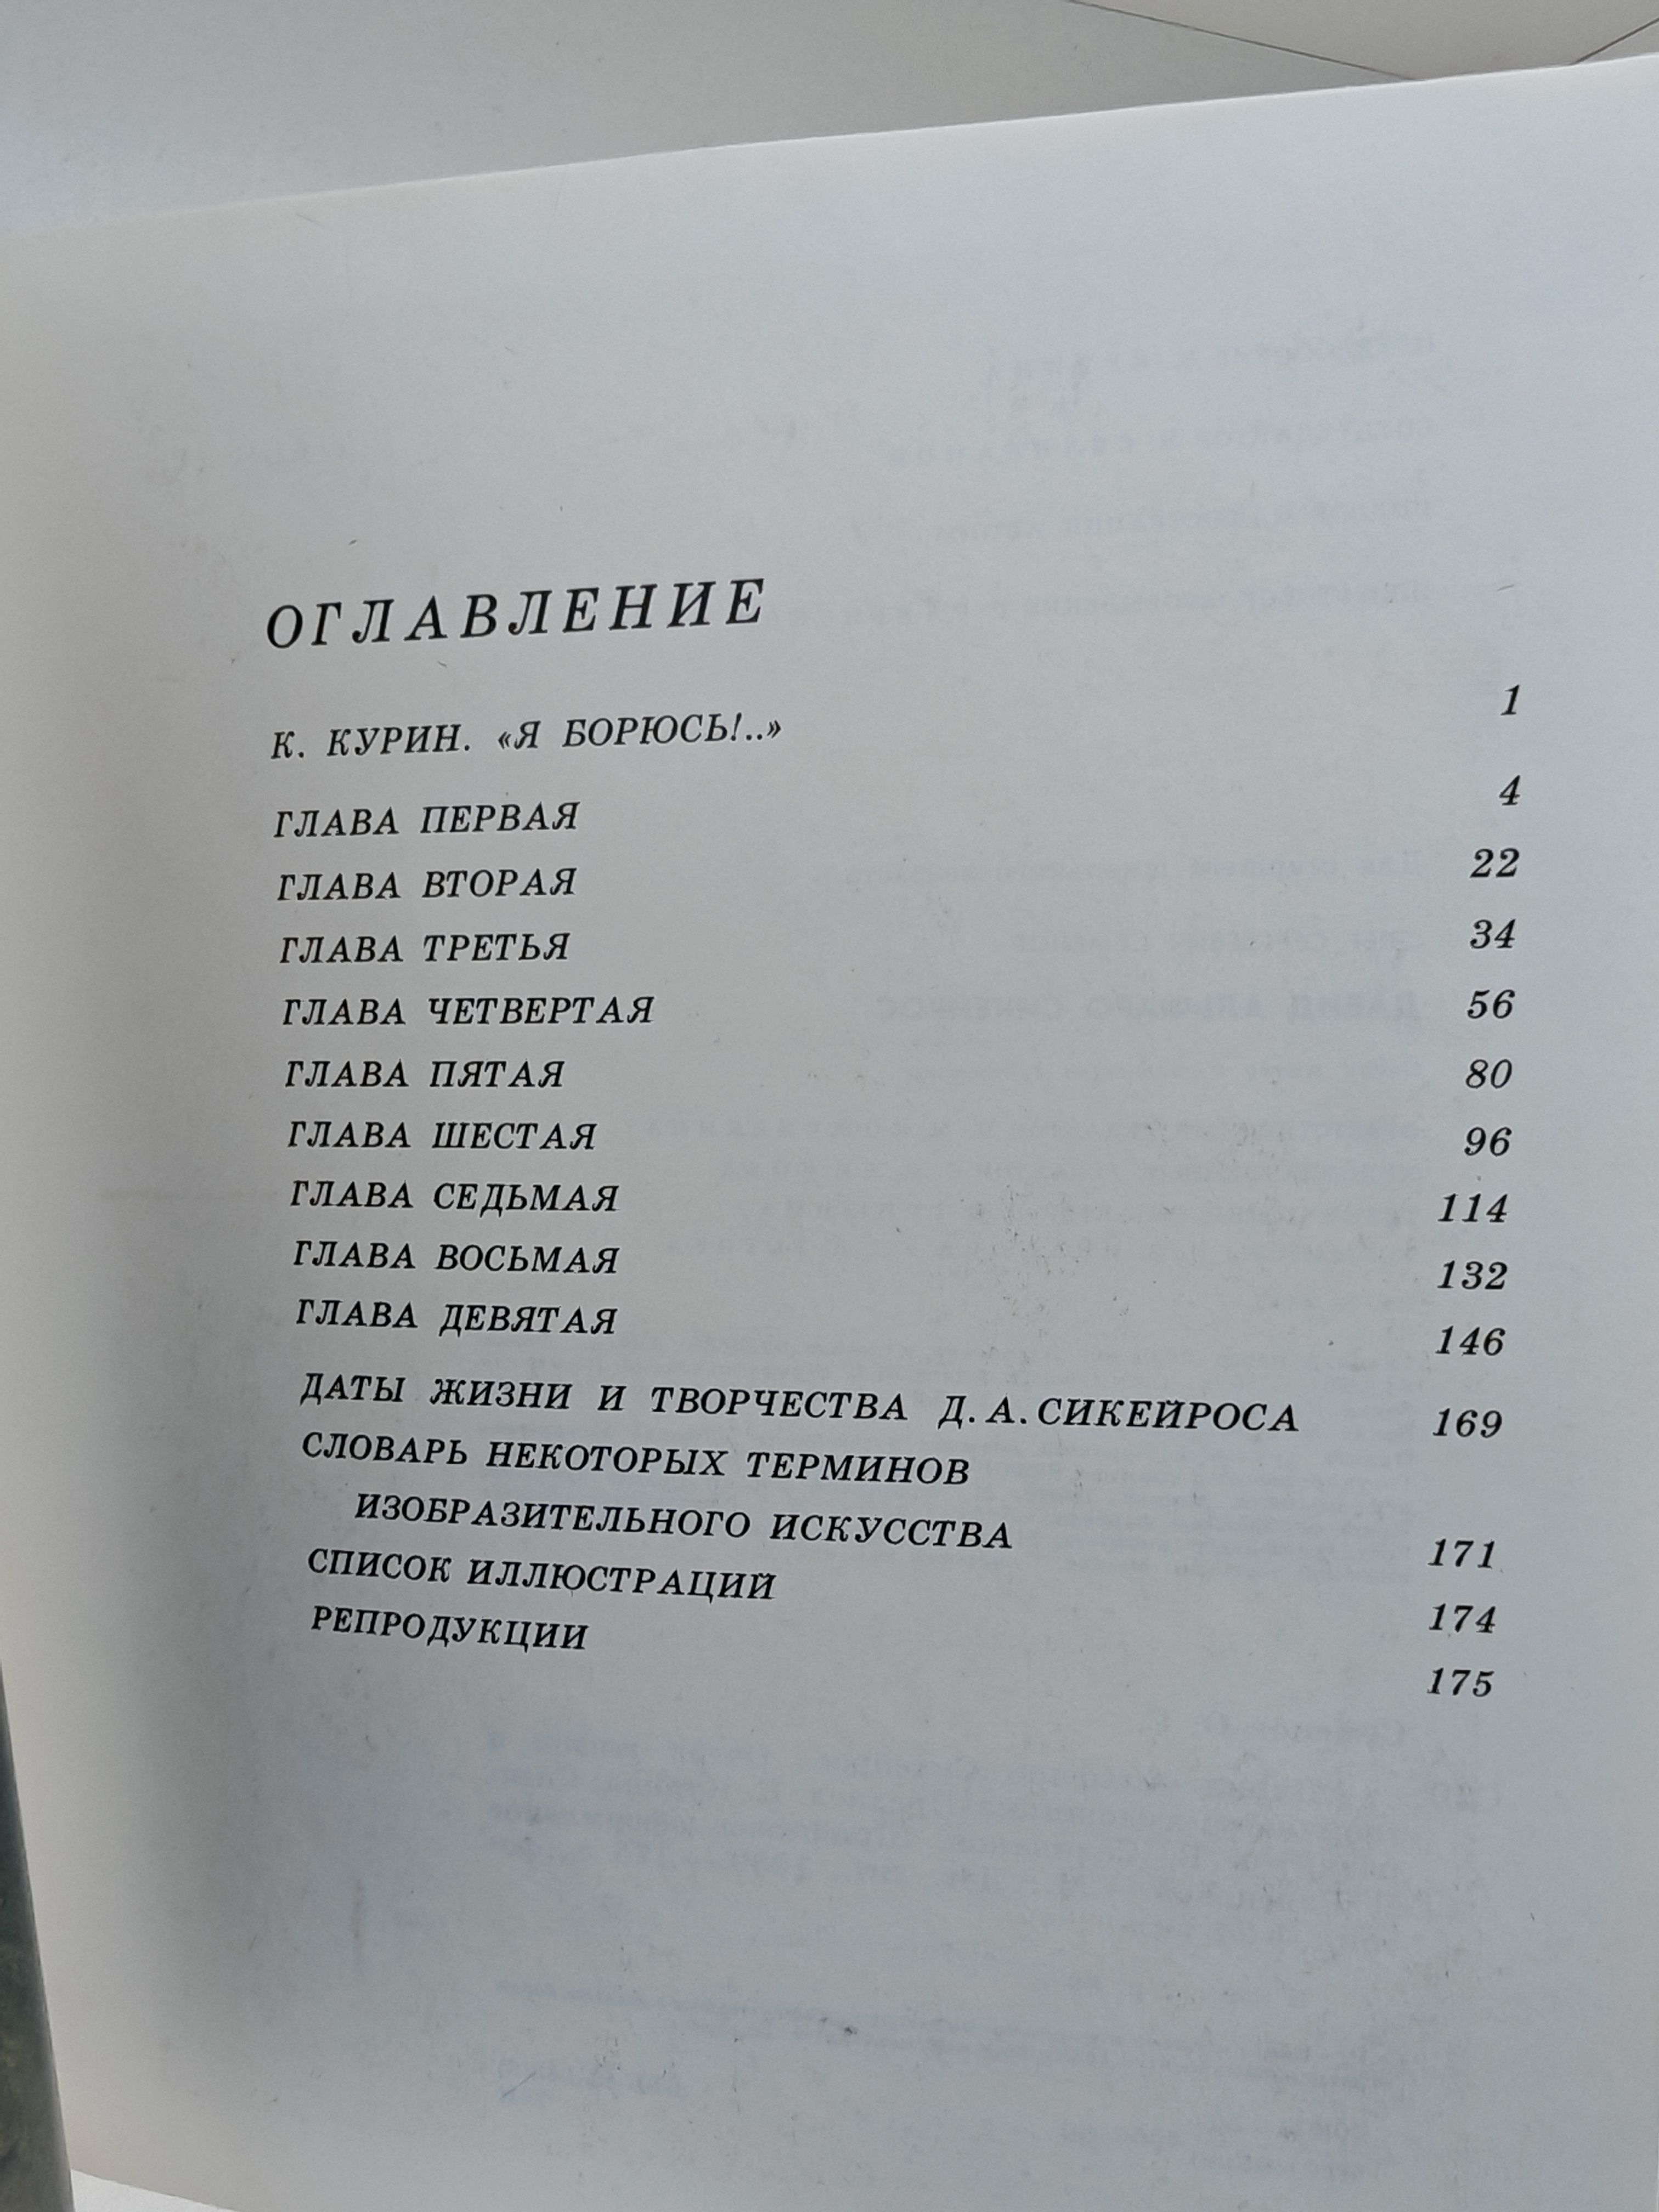 ОГЛАВЛЕНИЕ
К. КУРИН. «Я БОРЮСЬ!..» 1
ГЛАВА ПЕРВАЯ 4
ГЛАВА ВТОРАЯ 22
ГЛАВА ТРЕТЬЯ 34
ГЛАВА ЧЕТВЕРТАЯ 56
ГЛАВА ПЯТАЯ 80
ГЛАВА ШЕСТАЯ 96
ГЛАВА СЕДЬМАЯ 114
ГЛАВА ВОСЬМАЯ 132
ГЛАВА ДЕВЯТАЯ 146
ДАТЫ ЖИЗНИ И ТВОРЧЕСТВА Д. А. СИКЕЙРОСА 169
СЛОВАРЬ НЕКОТОРЫХ ТЕРМИНОВ
ИЗОБРАЗИТЕЛЬНОГО ИСКУССТВА 171
СПИСОК ИЛЛЮСТРАЦИЙ 174
РЕПРОДУКЦИИ 175